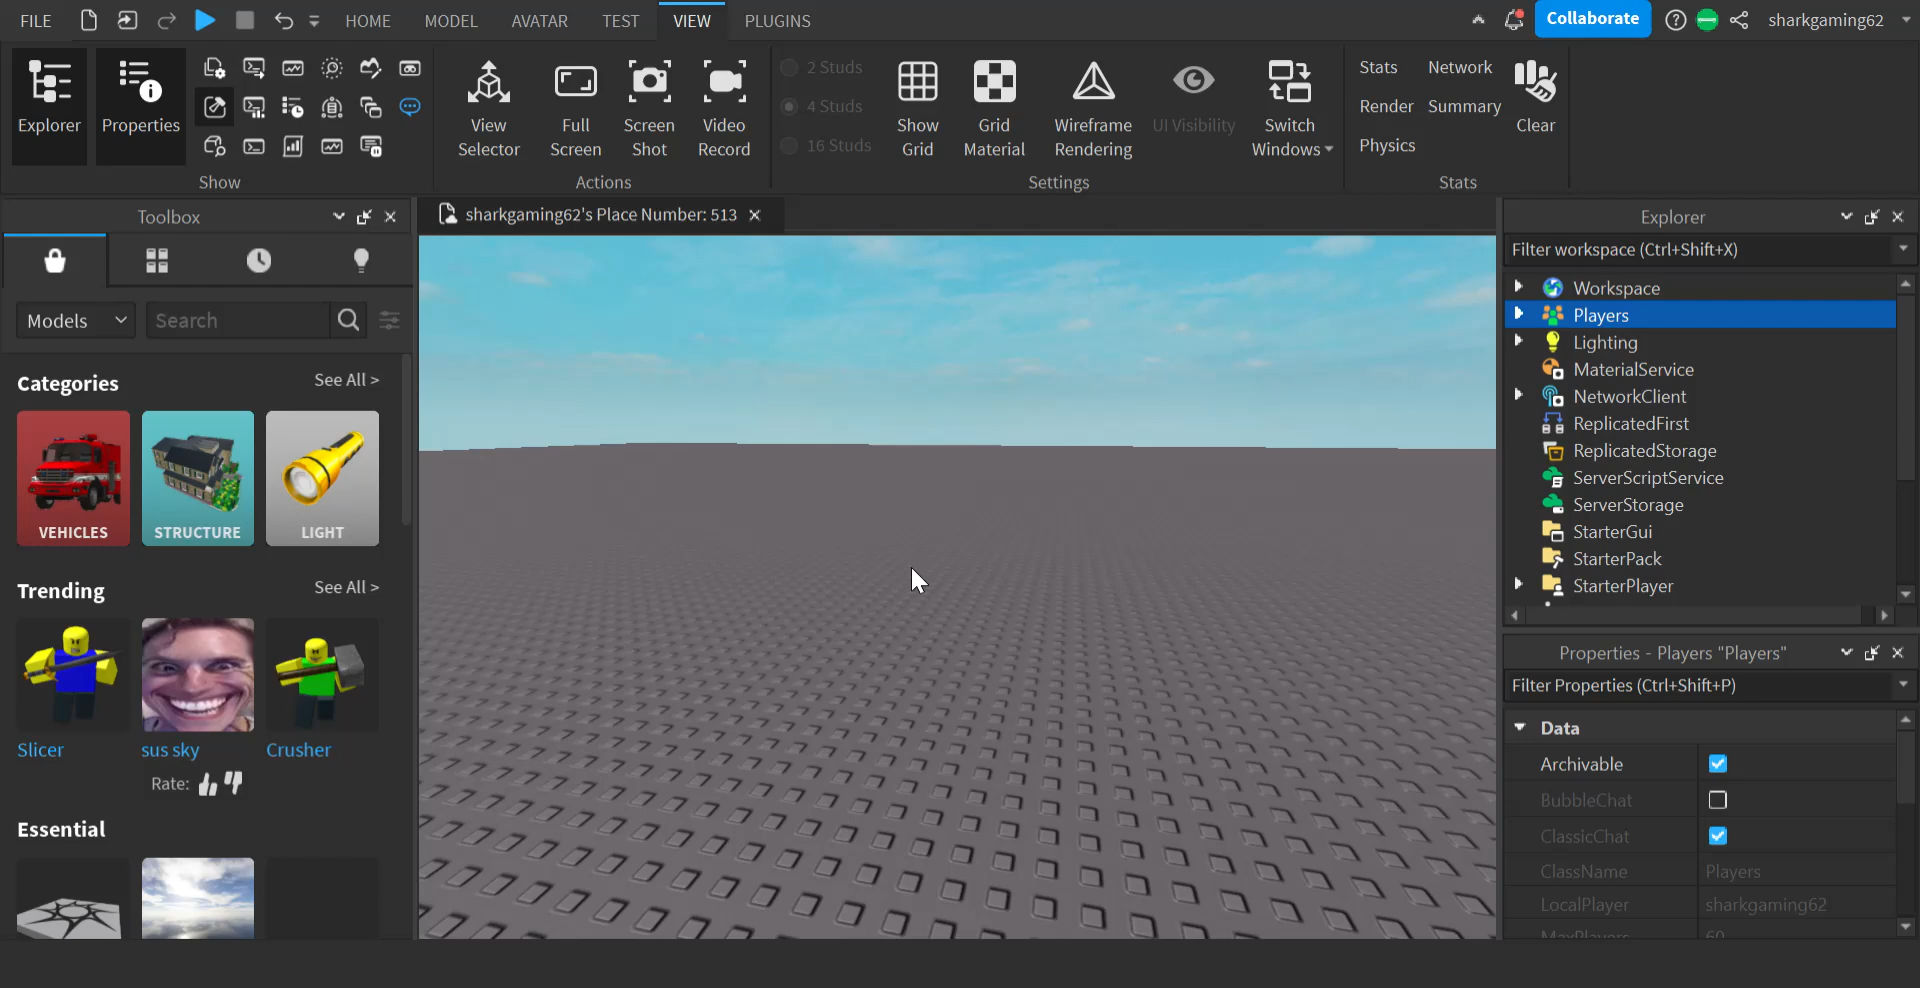 FILE HOME MODEL AVATAR TEST VIEW PLUGINS Collaborate sharkgaming62
Explorer Properties
Show
View Selector
Full Screen
Screen Shot
Video Record
Actions
2 Studs
4 Studs
16 Studs
Show Grid
Grid Material
Wireframe Rendering
UI Visibility
Switch Windows
Settings
Stats Network
Render Summary
Physics
Clear
Stats
Toolbox
Models Search
Categories See All >
VEHICLES STRUCTURE LIGHT
Trending See All >
Slicer sus sky Crusher
Rate:
Essential
sharkgaming62's Place Number: 513
Explorer
Filter workspace (Ctrl+Shift+X)
Workspace
Players
Lighting
MaterialService
NetworkClient
ReplicatedFirst
ReplicatedStorage
ServerScriptService
ServerStorage
StarterGui
StarterPack
StarterPlayer
Properties - Players "Players"
Filter Properties (Ctrl+Shift+P)
Data
Archivable
BubbleChat
ClassicChat
ClassName Players
LocalPlayer sharkgaming62
MaxPlayers 60